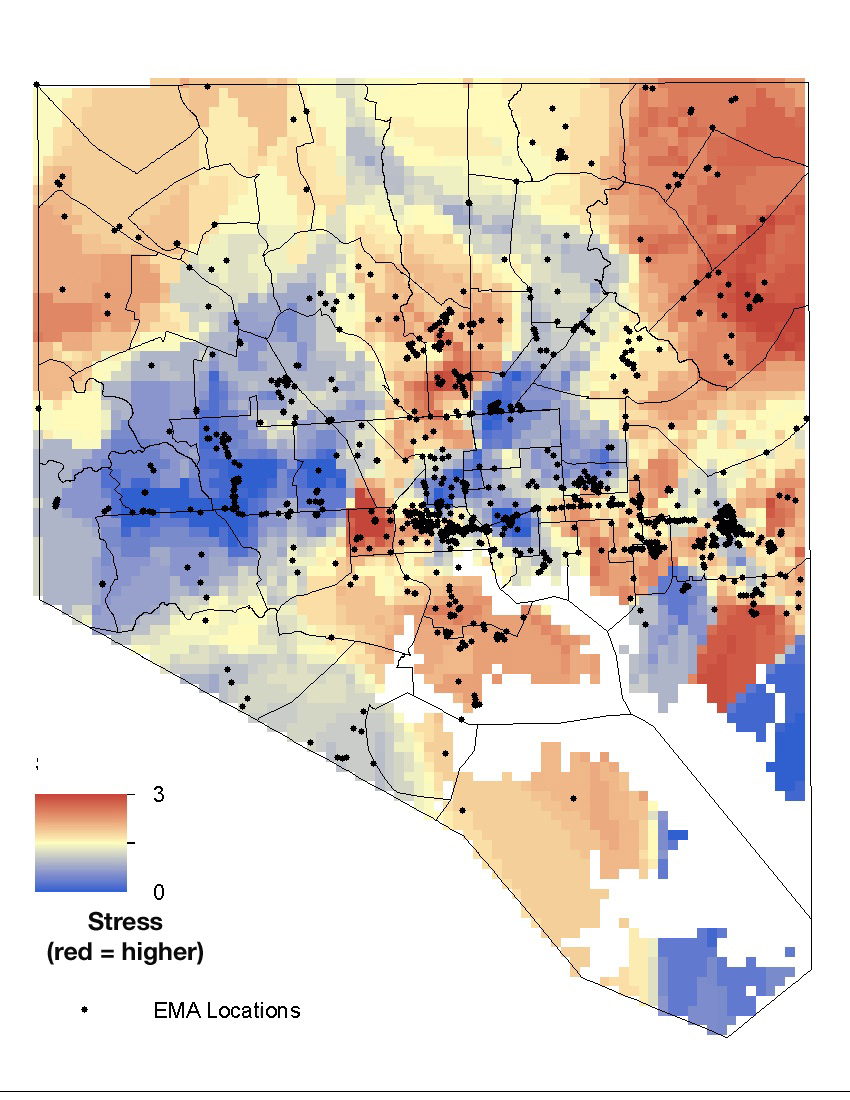 3
0
Stress
(red = higher)
EMA Locations